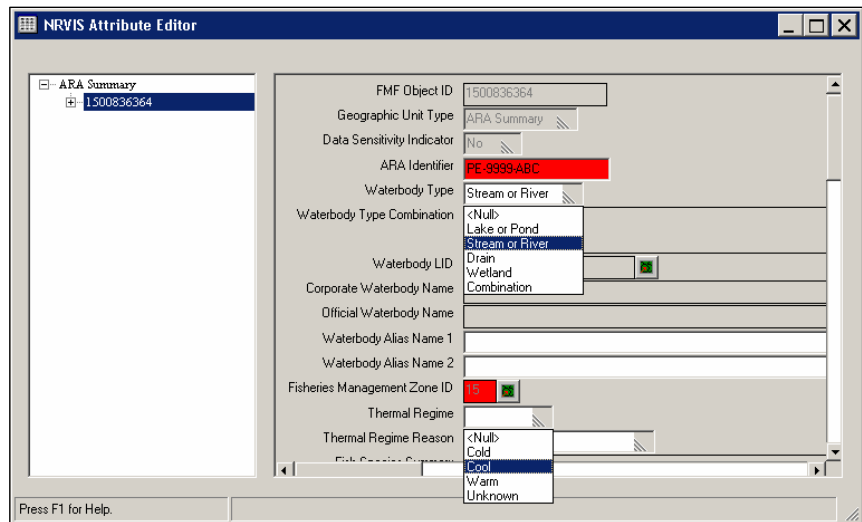 NRVIS Attribute Editor
ARA Summary
1500836364
FMF Object ID 1500836364
Geographic Unit Type ARA Summary
Data Sensitivity Indicator No
ARA Identifier PE-9999-ABC
Waterbody Type Stream or River
Waterbody Type Combination
<Null>
Lake or Pond
Stream or River
Drain
Wetland
Combination
Waterbody LID
Corporate Waterbody Name
Official Waterbody Name
Waterbody Alias Name 1
Waterbody Alias Name 2
Fisheries Management Zone ID 15
Thermal Regime
Thermal Regime Reason
<Null>
Cold
Cool
Warm
Unknown
Fish Species Summary
Press F1 for Help.